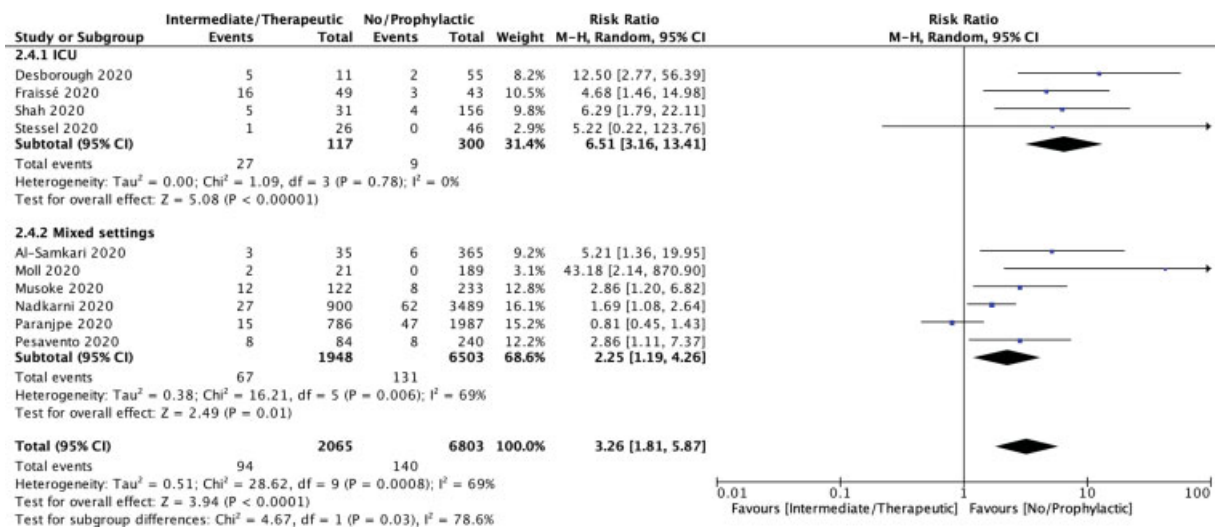 Intermediate/Therapeutic No/Prophylactic Risk Ratio Risk Ratio
Study or Subgroup Events Total Events Total Weight M-H, Random, 95% CI M-H, Random, 95% CI
2.4.1 ICU
Desborough 2020 5 11 2 55 8.2% 12.50 [2.77, 56.39]
Fraissé 2020 16 49 3 43 10.5% 4.68 [1.46, 14.98]
Shah 2020 5 31 4 156 9.8% 6.29 [1.79, 22.11]
Stessel 2020 1 26 0 46 2.9% 5.22 [0.22, 123.76]
Subtotal (95% CI) 117 300 31.4% 6.51 [3.16, 13.41]
Total events 27 9
Heterogeneity: Tau² = 0.00; Chi² = 1.09, df = 3 (P = 0.78); I² = 0%
Test for overall effect: Z = 5.08 (P < 0.00001)
2.4.2 Mixed settings
Al-Samkari 2020 3 35 6 365 9.2% 5.21 [1.36, 19.95]
Moll 2020 2 21 0 189 3.1% 43.18 [2.14, 870.90]
Musoke 2020 12 122 8 233 12.8% 2.86 [1.20, 6.82]
Nadkarni 2020 27 900 62 3489 16.1% 1.69 [1.08, 2.64]
Paranjpe 2020 15 786 47 1987 15.2% 0.81 [0.45, 1.43]
Pesavento 2020 8 84 8 240 12.3% 2.86 [1.11, 7.37]
Subtotal (95% CI) 1948 6503 68.6% 2.25 [1.19, 4.26]
Total events 67 131
Heterogeneity: Tau² = 0.38; Chi² = 16.21, df = 5 (P = 0.006); I² = 69%
Test for overall effect: Z = 2.49 (P = 0.01)
Total (95% CI) 2065 6803 100.0% 3.26 [1.81, 5.87]
Total events 94 140
Heterogeneity: Tau² = 0.51; Chi² = 28.62, df = 9 (P = 0.0008); I² = 69%
Test for overall effect: Z = 3.94 (P < 0.0001)
Test for subgroup differences: Chi² = 4.67, df = 1 (P = 0.03), I² = 78.6%
0.01 0.1 1 10 100
Favours [Intermediate/Therapeutic] Favours [No/Prophylactic]